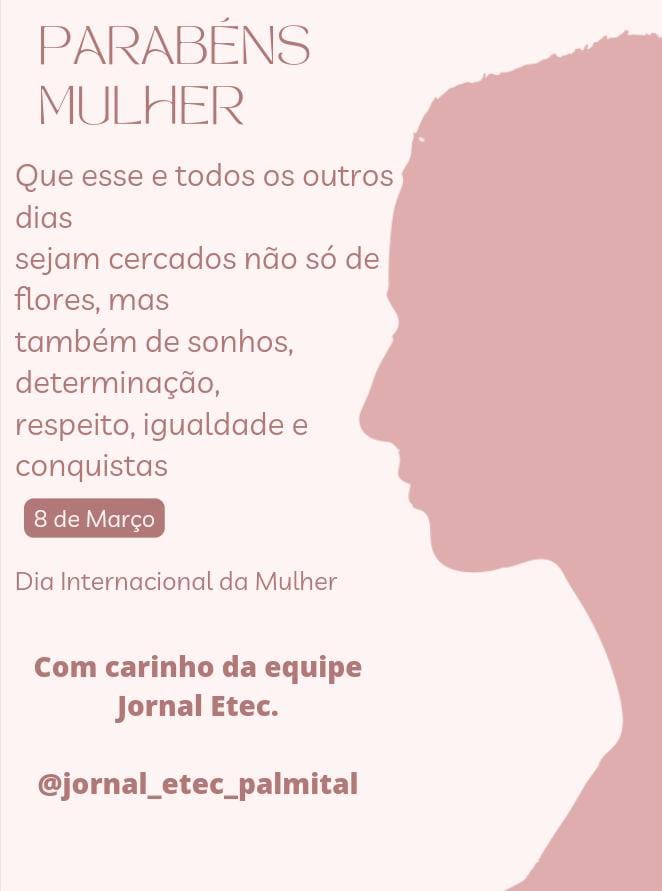 PARABÉNS
MULHER
Que esse e todos os outros
dias
sejam cercados não só de
flores, mas
também de sonhos,
determinação,
respeito, igualdade e
conquistas
8 de Março
Dia Internacional da Mulher
Com carinho da equipe
Jornal Etec.
@jornal_etec_palmital